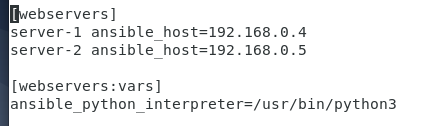 [webservers]
server-1 ansible_host=192.168.0.4
server-2 ansible_host=192.168.0.5

[webservers:vars]
ansible_python_interpreter=/usr/bin/python3